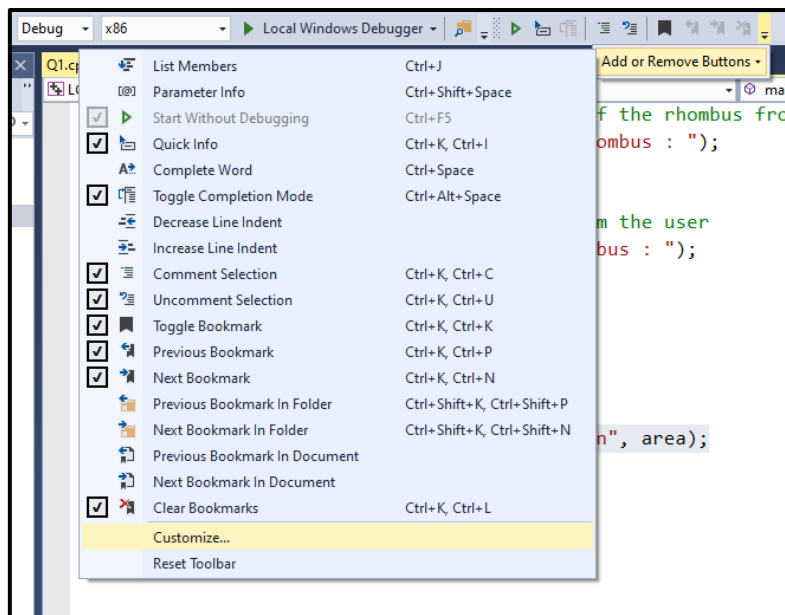 Debug x86 Local Windows Debugger
Add or Remove Buttons
Q1.cp
LC
ma
List Members Ctrl+J
Parameter Info Ctrl+Shift+Space
Start Without Debugging Ctrl+F5
Quick Info Ctrl+K, Ctrl+I
Complete Word Ctrl+Space
Toggle Completion Mode Ctrl+Alt+Space
Decrease Line Indent
Increase Line Indent
Comment Selection Ctrl+K, Ctrl+C
Uncomment Selection Ctrl+K, Ctrl+U
Toggle Bookmark Ctrl+K, Ctrl+K
Previous Bookmark Ctrl+K, Ctrl+P
Next Bookmark Ctrl+K, Ctrl+N
Previous Bookmark In Folder Ctrl+Shift+K, Ctrl+Shift+P
Next Bookmark In Folder Ctrl+Shift+K, Ctrl+Shift+N
Previous Bookmark In Document
Next Bookmark In Document
Clear Bookmarks Ctrl+K, Ctrl+L
Customize...
Reset Toolbar
f the rhombus fro
ombus : ");
m the user
bus : ");
n", area);